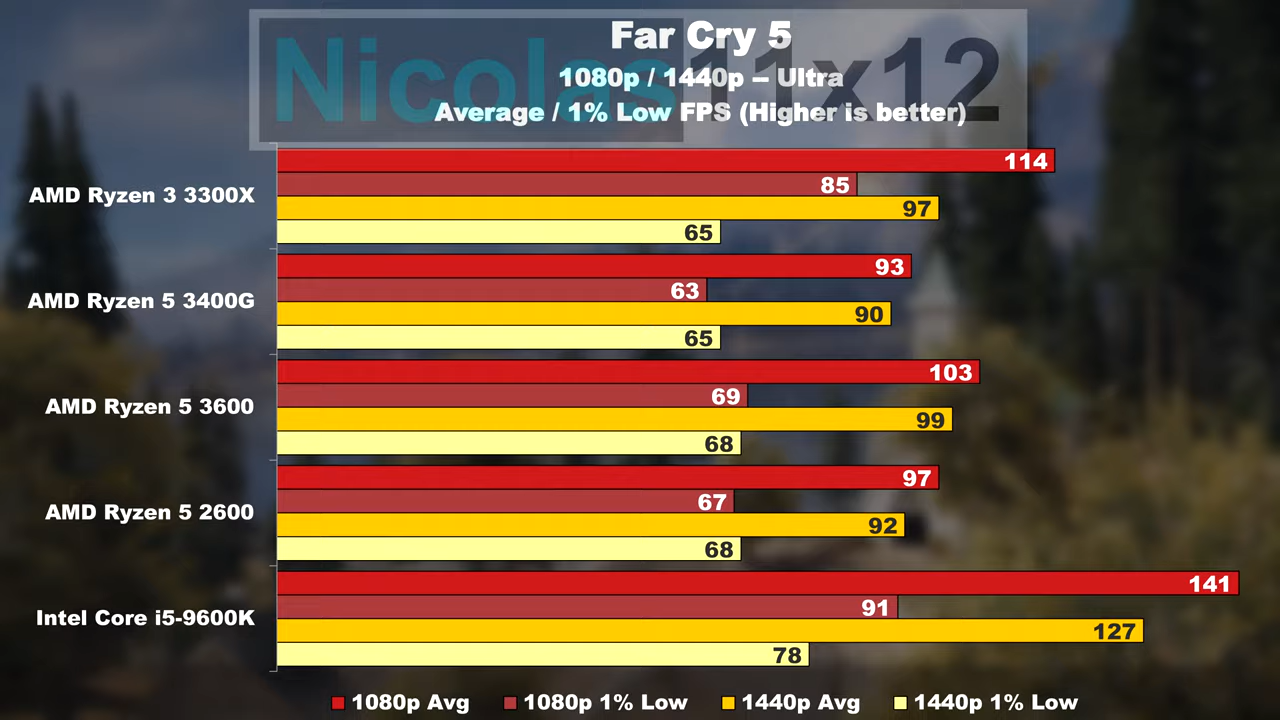 Nicolas11x12
Far Cry 5
1080p / 1440p – Ultra
Average / 1% Low FPS (Higher is better)
AMD Ryzen 3 3300X
114
85
97
65
AMD Ryzen 5 3400G
93
63
90
65
AMD Ryzen 5 3600
103
69
99
68
AMD Ryzen 5 2600
97
67
92
68
Intel Core i5-9600K
141
91
127
78
1080p Avg 1080p 1% Low 1440p Avg 1440p 1% Low